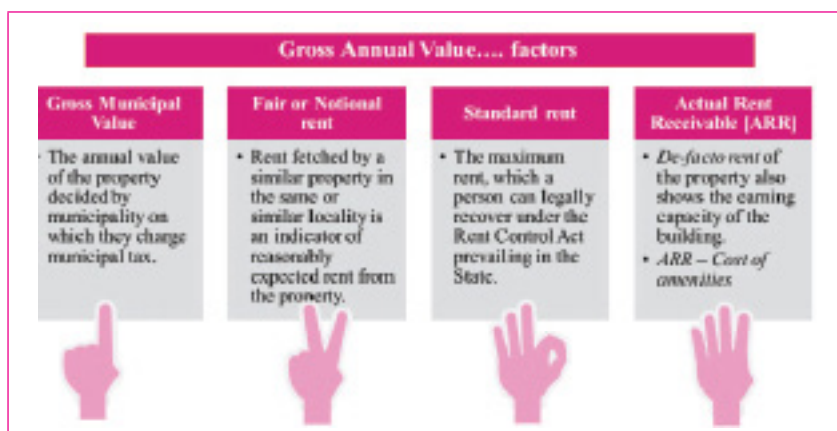 Gross Annual Value.... factors
Gross Municipal
Value
• The annual value
of the property
decided by
municipality on
which they charge
municipal tax.
Fair or Notional
rent
• Rent fetched by a
similar property in
the same or
similar locality is
an indicator of
reasonably
expected rent from
the property.
Standard rent
• The maximum
rent, which a
person can legally
recover under the
Rent Control Act
prevailing in the
State.
Actual Rent
Receivable [ARR]
• De-facto rent of
the property also
shows the earning
capacity of the
building.
• ARR – Cost of
amenities